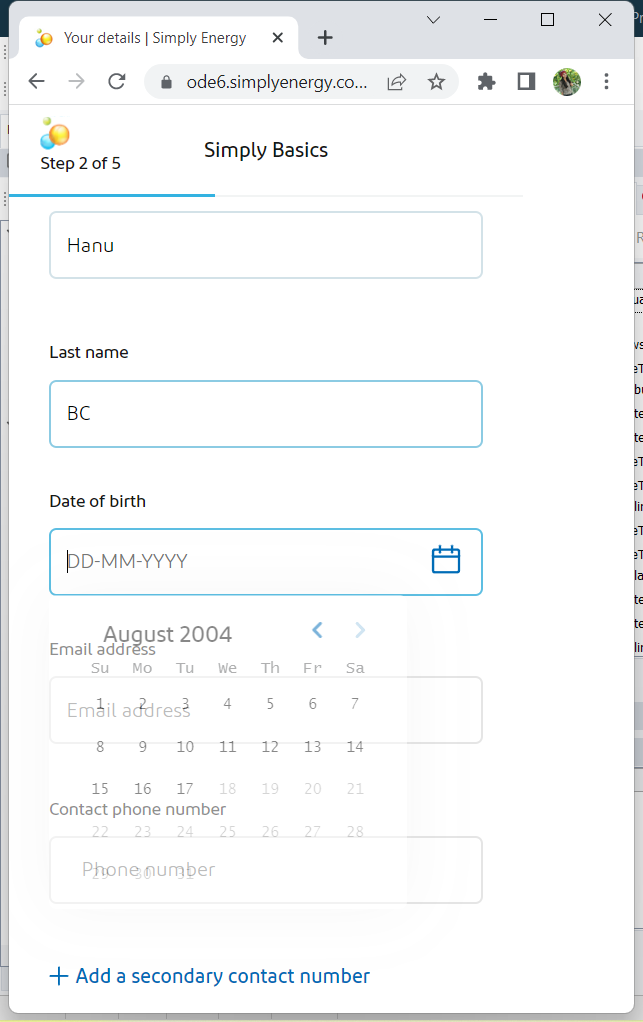 Your details | Simply Energy
ode6.simplyenergy.co...
Step 2 of 5
Simply Basics
Hanu
Last name
BC
Date of birth
DD-MM-YYYY
August 2004
Email address
Su Mo Tu We Th Fr Sa
1 2 3 4 5 6 7
Email address
8 9 10 11 12 13 14
15 16 17 18 19 20 21
Contact phone number
22 23 24 25 26 27 28
Phone number
29 30 31
Add a secondary contact number